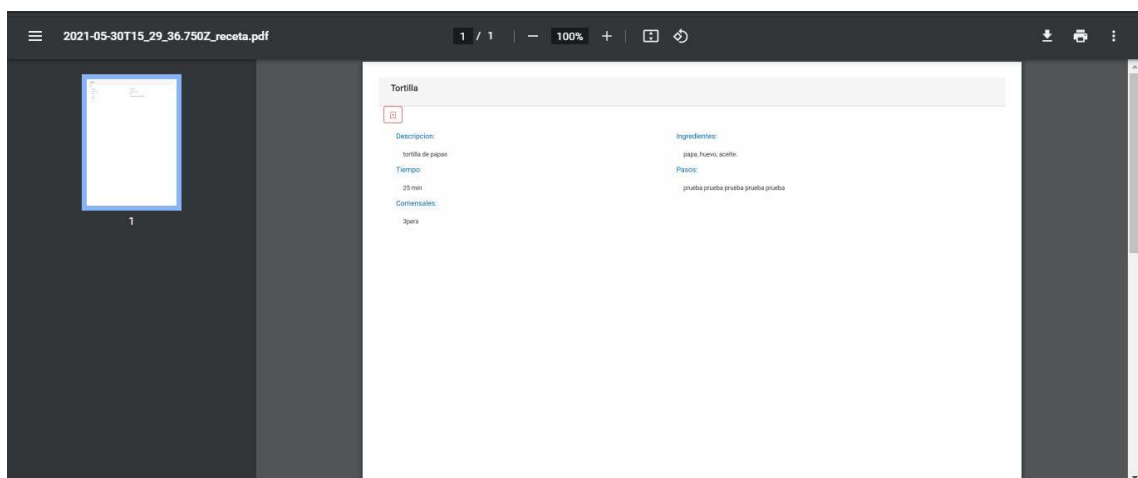 2021-05-30T15_29_36.750Z_receta.pdf
1 / 1
100%
1
Tortilla
Descripcion:
tortilla de papas
Tiempo:
25 min
Comensales:
3pers
Ingredientes:
papa, huevo, aceite.
Pasos:
prueba prueba prueba prueba prueba